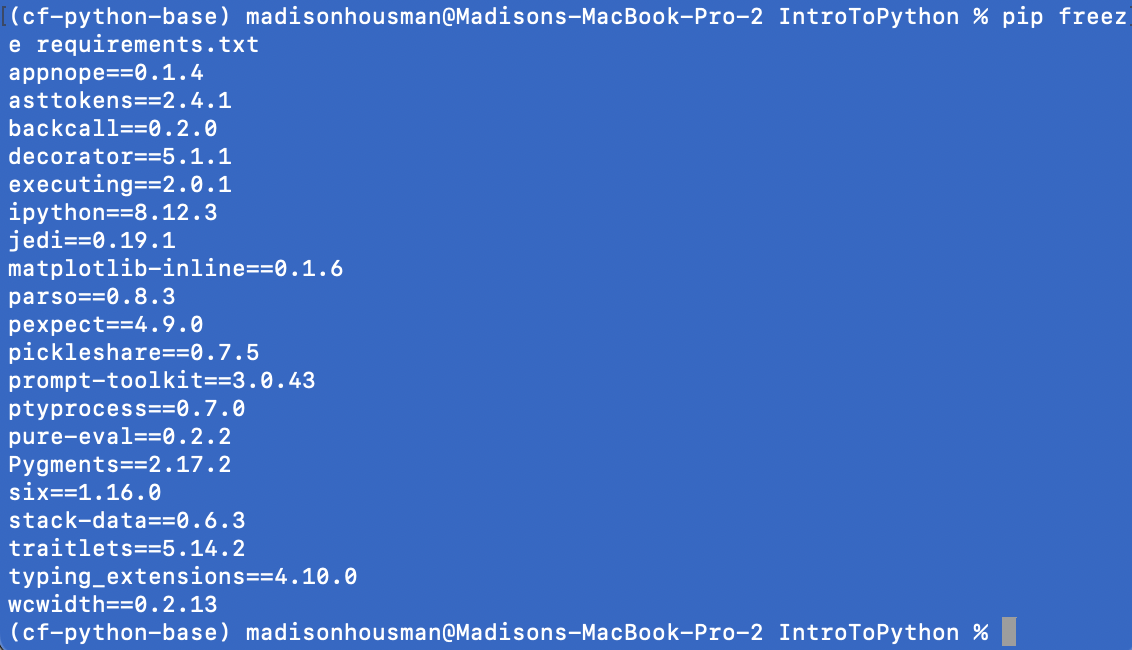 [(cf-python-base) madisonhousman@Madisons-MacBook-Pro-2 IntroToPython % pip freez
e requirements.txt
appnope==0.1.4
asttokens==2.4.1
backcall==0.2.0
decorator==5.1.1
executing==2.0.1
ipython==8.12.3
jedi==0.19.1
matplotlib-inline==0.1.6
parso==0.8.3
pexpect==4.9.0
pickleshare==0.7.5
prompt-toolkit==3.0.43
ptyprocess==0.7.0
pure-eval==0.2.2
Pygments==2.17.2
six==1.16.0
stack-data==0.6.3
traitlets==5.14.2
typing_extensions==4.10.0
wcwidth==0.2.13
(cf-python-base) madisonhousman@Madisons-MacBook-Pro-2 IntroToPython %